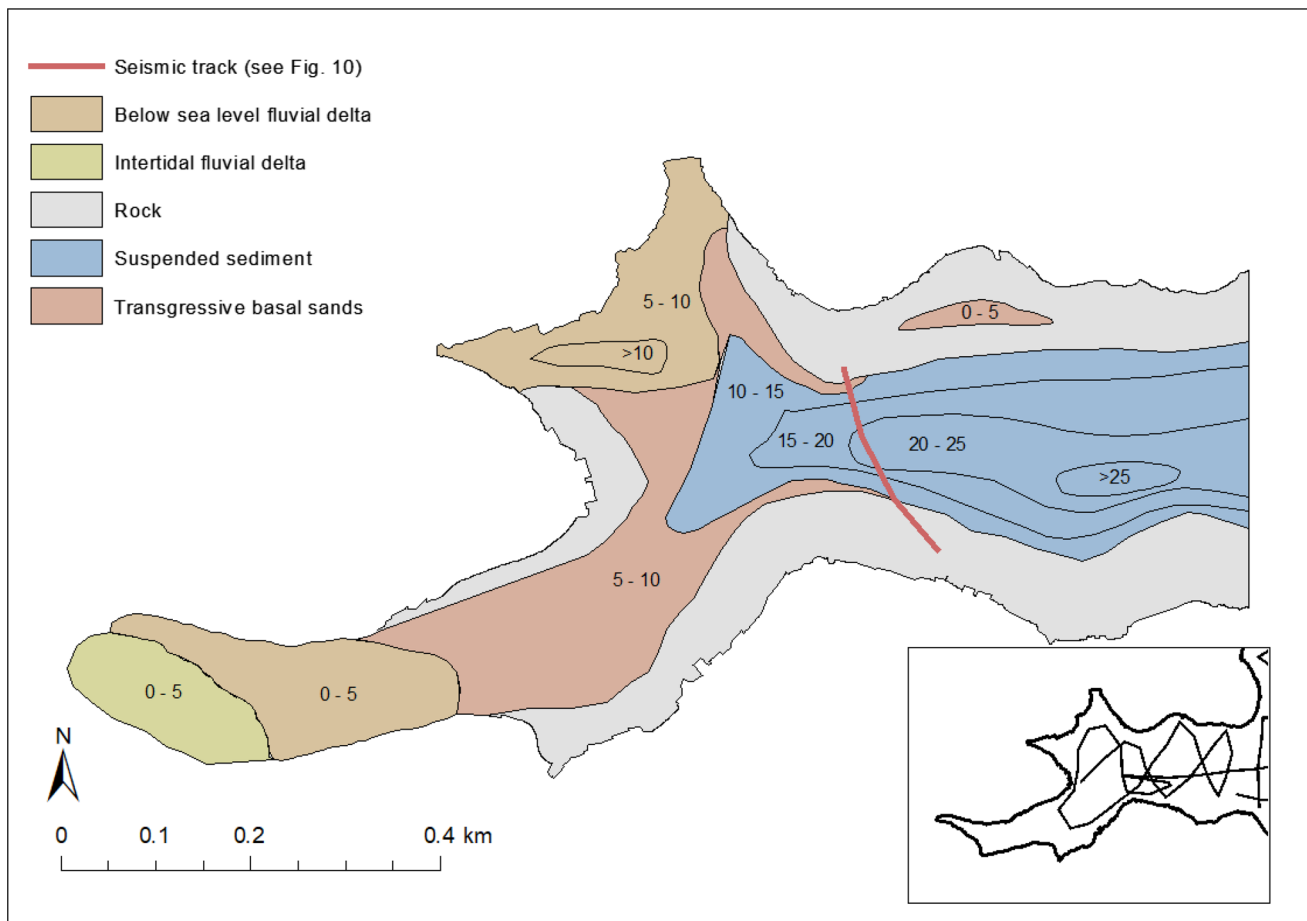 Seismic track (see Fig. 10)
Below sea level fluvial delta
Intertidal fluvial delta
Rock
Suspended sediment
Transgressive basal sands
5 - 10
0 - 5
>10
10 - 15
15 - 20
20 - 25
>25
5 - 10
0 - 5
0 - 5
N
0
0.1
0.2
0.4 km